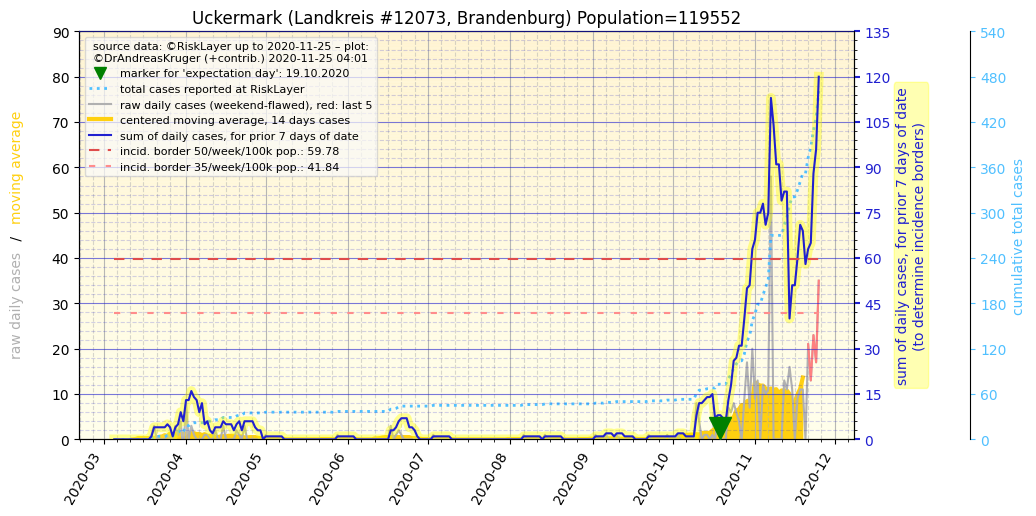 Uckermark (Landkreis #12073, Brandenburg) Population=119552
source data: ©RiskLayer up to 2020-11-25 – plot:
©DrAndreasKruger (+contrib.) 2020-11-25 04:01
marker for 'expectation day': 19.10.2020
total cases reported at RiskLayer
raw daily cases (weekend-flawed), red: last 5
centered moving average, 14 days cases
sum of daily cases, for prior 7 days of date
incid. border 50/week/100k pop.: 59.78
incid. border 35/week/100k pop.: 41.84
raw daily cases / moving average
90
80
70
60
50
40
30
20
10
0
2020-03
2020-04
2020-05
2020-06
2020-07
2020-08
2020-09
2020-10
2020-11
2020-12
135
120
105
90
75
60
45
30
15
0
sum of daily cases, for prior 7 days of date
(to determine incidence borders)
540
480
420
360
300
240
180
120
60
0
cumulative total cases